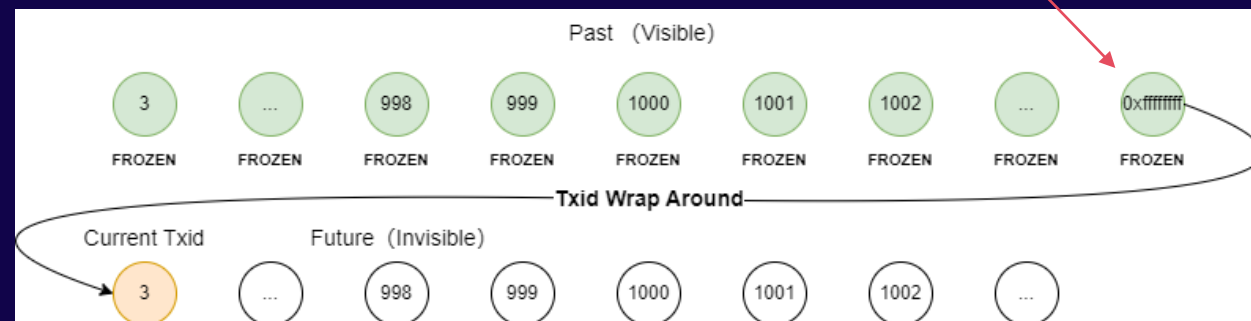 Past （Visible）
3 ... 998 999 1000 1001 1002 ... 0xffffffff
FROZEN FROZEN FROZEN FROZEN FROZEN FROZEN FROZEN FROZEN FROZEN
Txid Wrap Around
Current Txid Future（Invisible）
3 ... 998 999 1000 1001 1002 ...